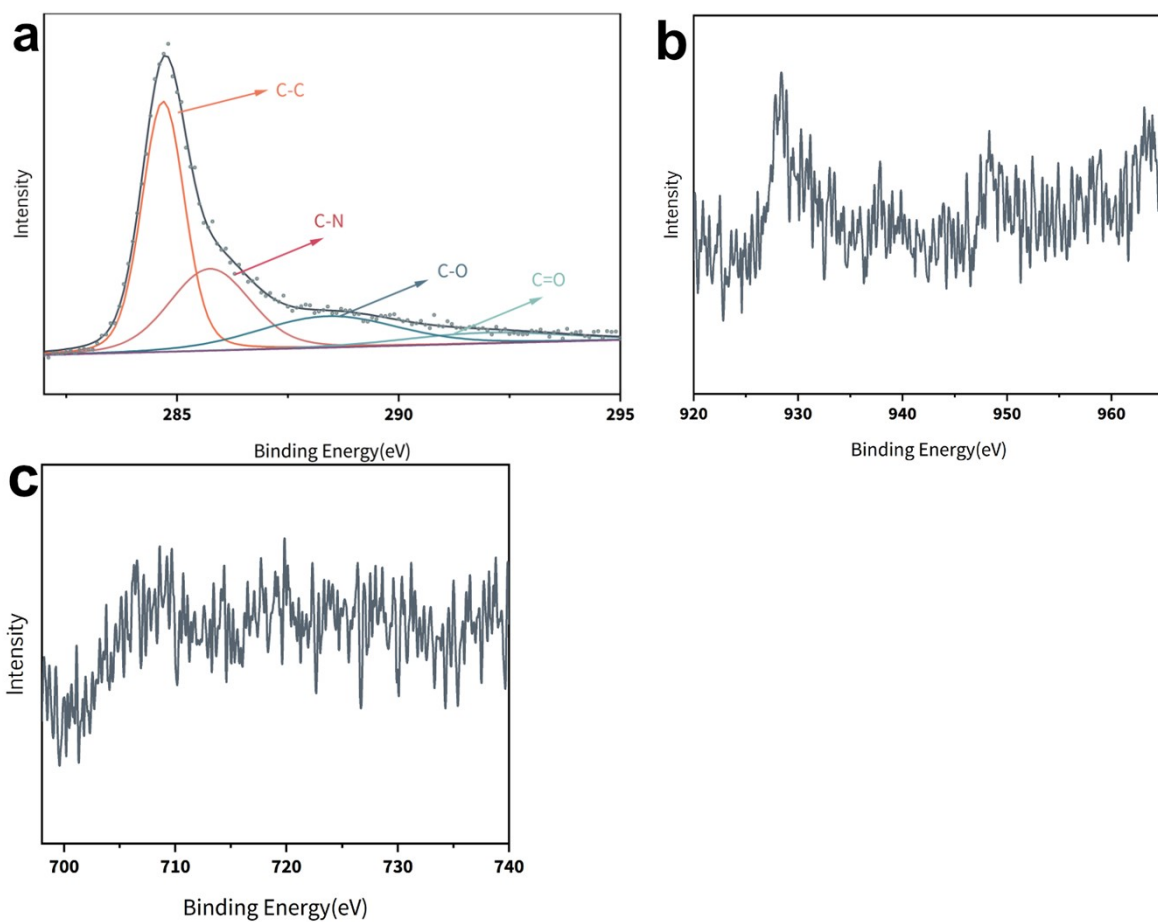 a
C-C
C-N
C-O
C=O
Intensity
285
290
295
Binding Energy(eV)
b
Intensity
920
930
940
950
960
Binding Energy(eV)
c
Intensity
700
710
720
730
740
Binding Energy(eV)